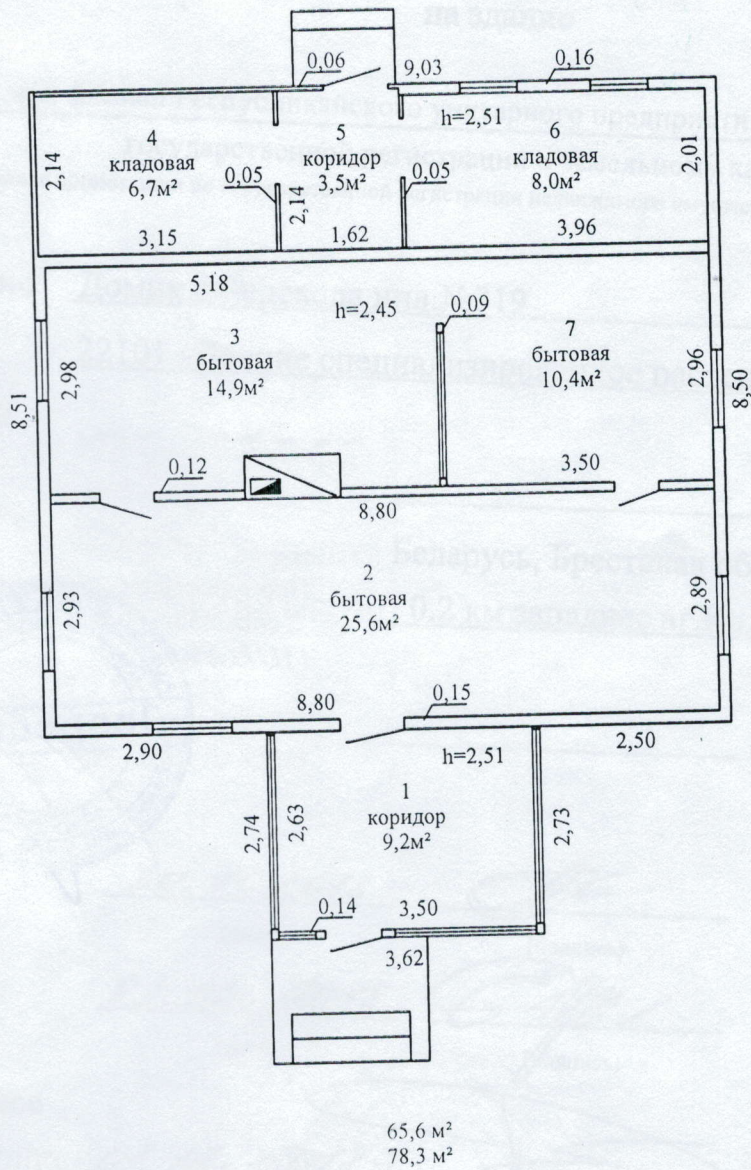 на здание
0,06
9,03
0,16
4
кладовая
6,7м²
5
коридор
3,5м²
h=2,51
6
кладовая
8,0м²
2,14
2,01
0,05
2,14
0,05
3,15
1,62
3,96
5,18
h=2,45
0,09
3
бытовая
14,9м²
7
бытовая
10,4м²
2,98
2,96
8,51
8,50
0,12
3,50
8,80
Беларусь, Брестская
2
бытовая
25,6м²
0,2 км западнее
2,93
2,89
8,80
0,15
2,90
h=2,51
2,50
1
коридор
9,2м²
2,74
2,63
2,73
0,14
3,50
3,62
65,6 м²
78,3 м²